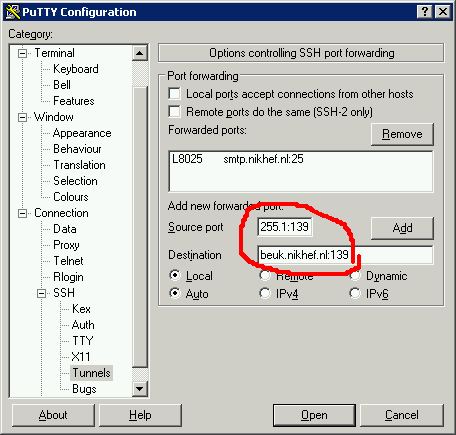 PuTTY Configuration
Category:
Terminal
Keyboard
Bell
Features
Window
Appearance
Behaviour
Translation
Selection
Colours
Connection
Data
Proxy
Telnet
Rlogin
SSH
Kex
Auth
TTY
X11
Tunnels
Bugs
Options controlling SSH port forwarding
Port forwarding
Local ports accept connections from other hosts
Remote ports do the same (SSH-2 only)
Forwarded ports:
Remove
L8025 smtp.nikhef.nl:25
Add new forwarded port:
Source port 255.1:139 Add
Destination beuk.nikhef.nl:139
Local Remote Dynamic
Auto IPv4 IPv6
About Help Open Cancel